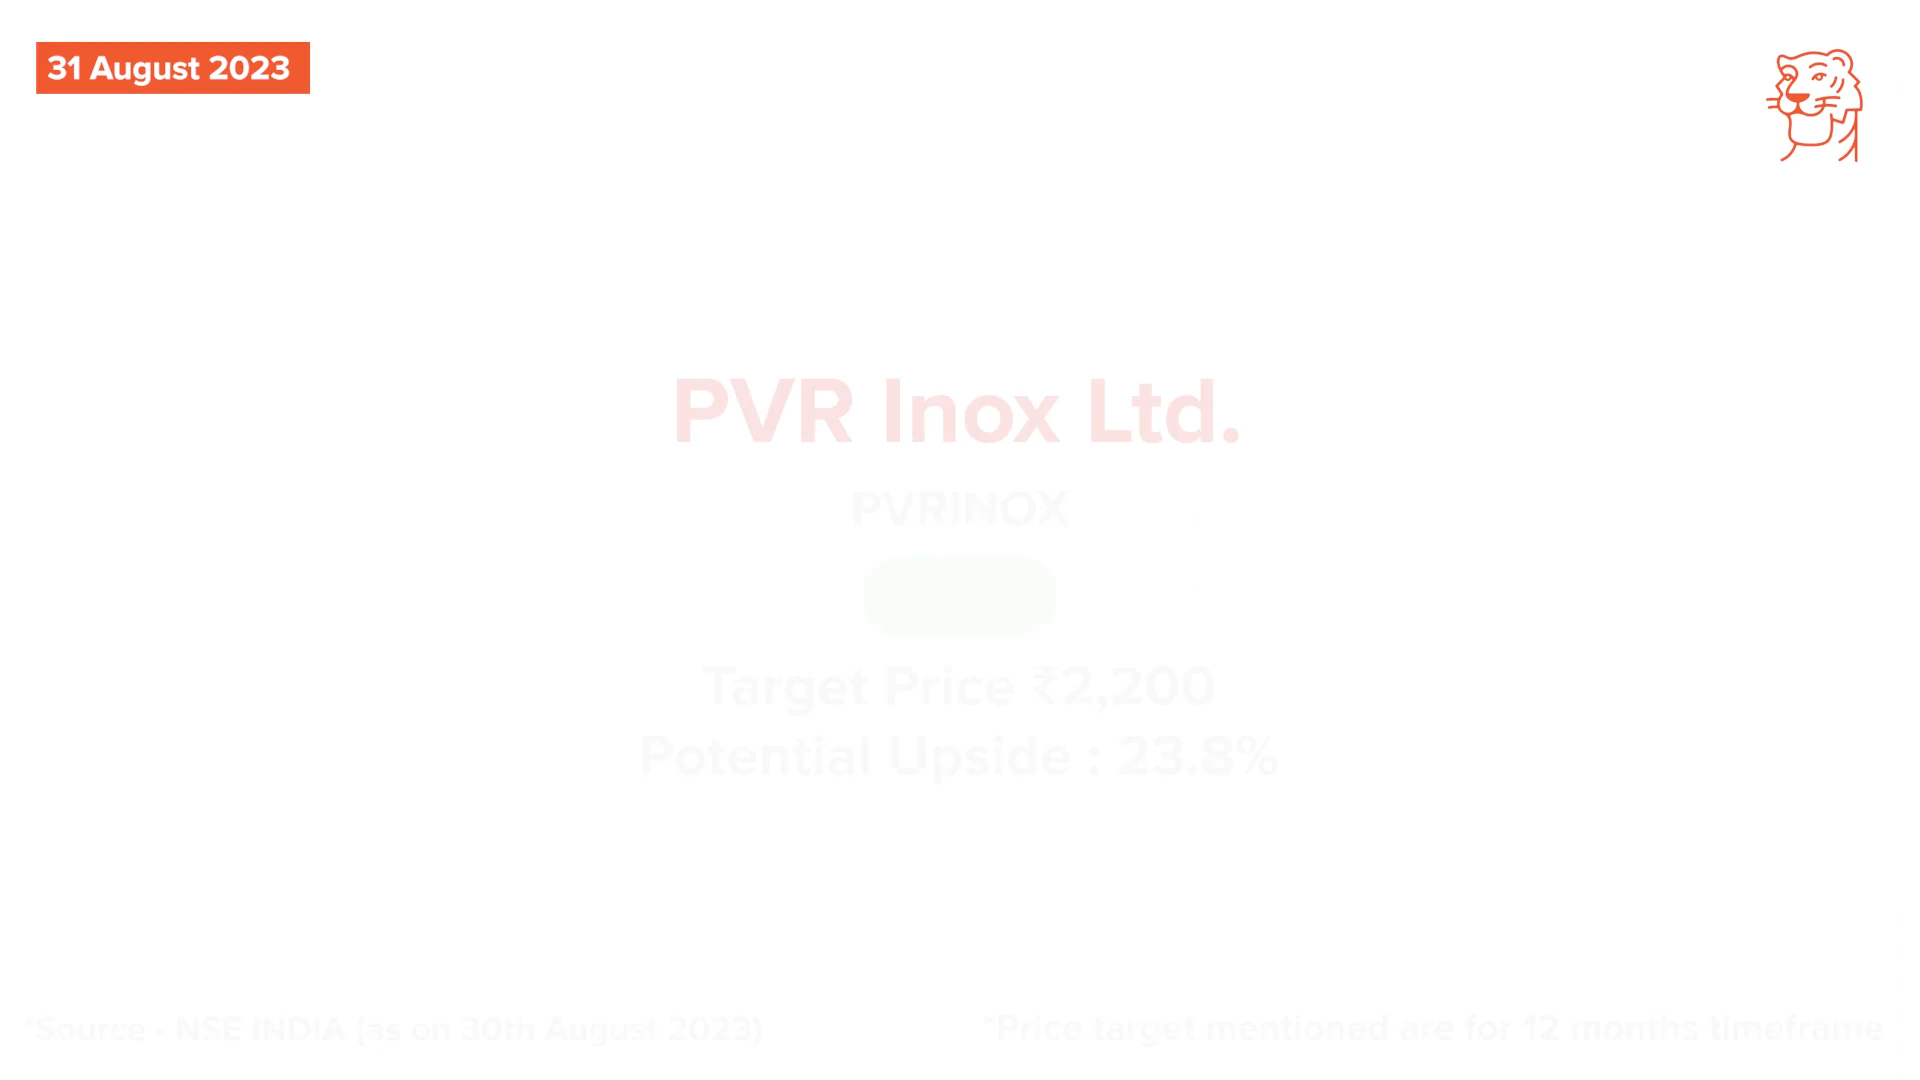 31 August 2023
PVR Inox Ltd.
PVRINOX
Target Price ₹2,200
Potential Upside : 23.8%
*Source - NSE INDIA (as on 30th August 2023)
*Price target mentioned are for 12 months timeframe